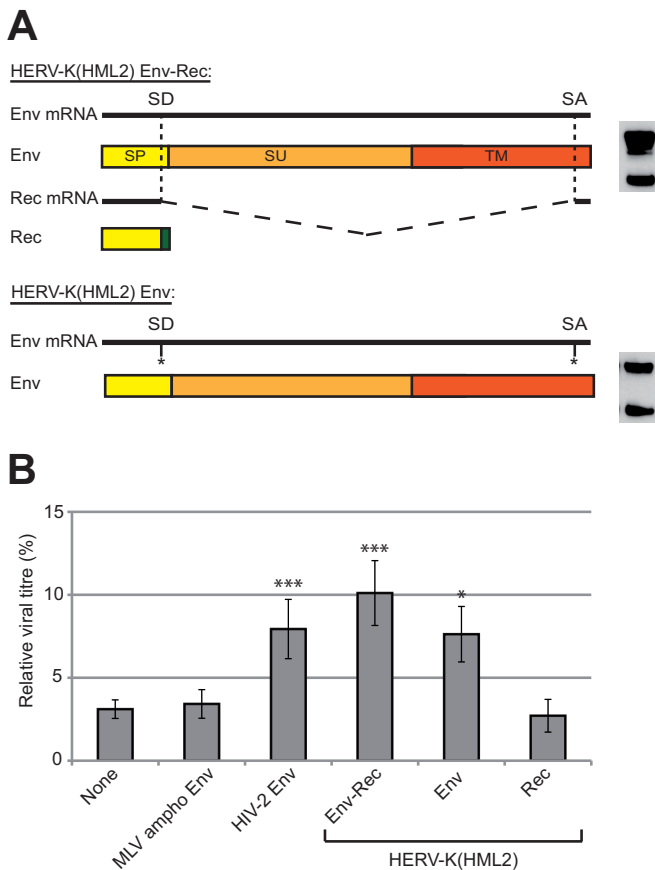 A
HERV-K(HML2) Env-Rec:
SD SA
Env mRNA
Env SP SU TM
Rec mRNA
Rec
HERV-K(HML2) Env:
SD SA
Env mRNA
* *
Env
B
Relative viral titre (%)
15
10
5
0
*** *** *
None
MLV ampho Env
HIV-2 Env
Env-Rec
Env
Rec
HERV-K(HML2)